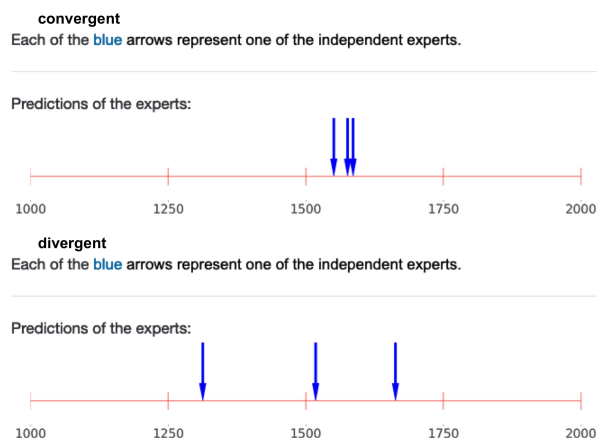 convergent
Each of the blue arrows represent one of the independent experts.
Predictions of the experts:
1000 1250 1500 1750 2000
divergent
Each of the blue arrows represent one of the independent experts.
Predictions of the experts:
1000 1250 1500 1750 2000